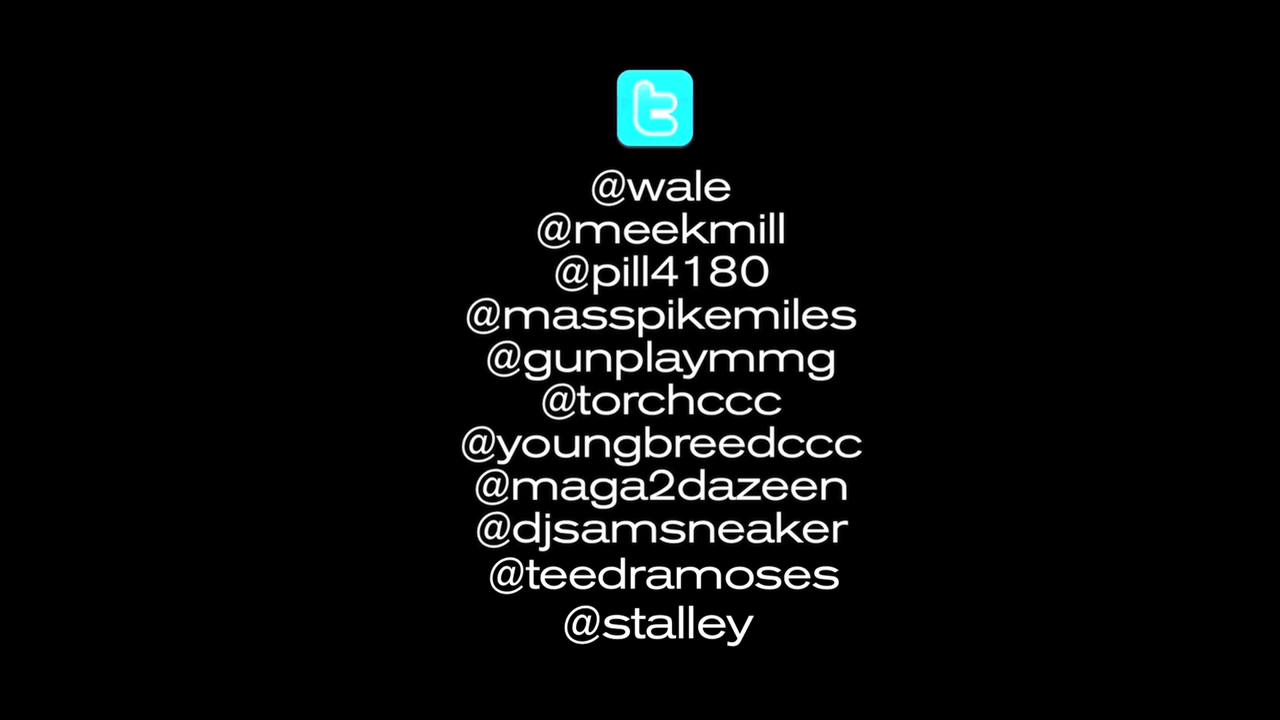 t
@wale
@meekmill
@pill4180
@masspikemiles
@gunplaymmg
@torchccc
@youngbreedccc
@maga2dazeen
@djsamsneaker
@teedramoses
@stalley